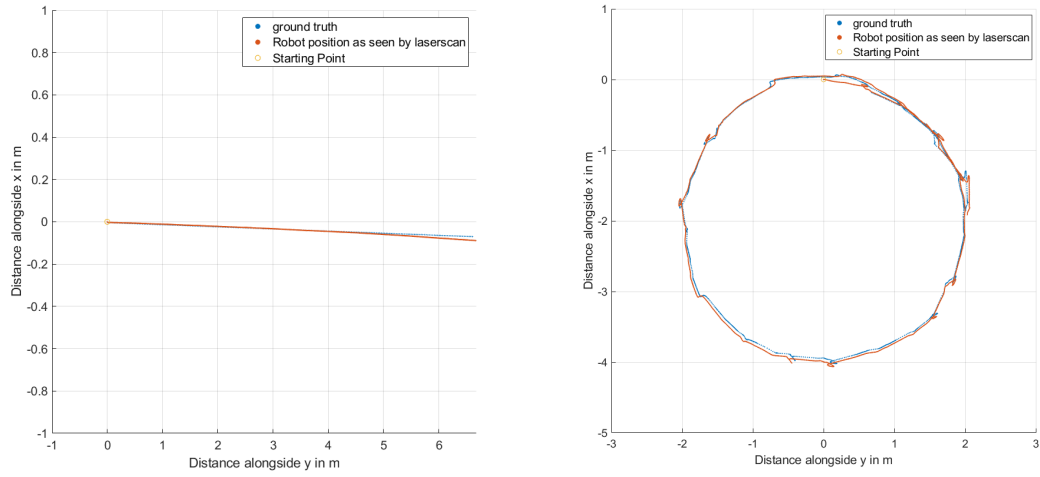 1
0.8
0.6
0.4
0.2
0
-0.2
-0.4
-0.6
-0.8
-1
-1 0 1 2 3 4 5 6
Distance alongside y in m
Distance alongside x in m
ground truth
Robot position as seen by laserscan
Starting Point
1
0
-1
-2
-3
-4
-5
-3 -2 -1 0 1 2 3
Distance alongside y in m
Distance alongside x in m
ground truth
Robot position as seen by laserscan
Starting Point